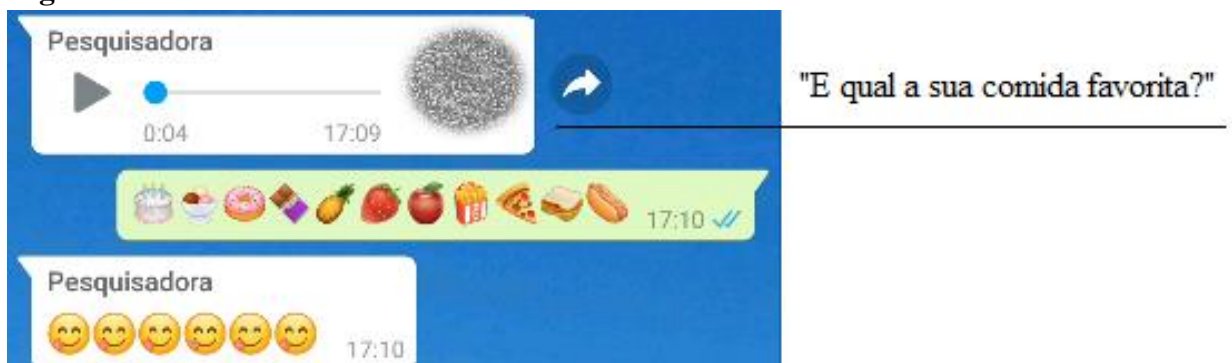 Pesquisadora
0:04 17:09
"E qual a sua comida favorita?"
🎂🍨🍩🍫🍍🍓🍎🍟🍕🥪🌭 17:10
Pesquisadora
😋😋😋😋😋😋 17:10